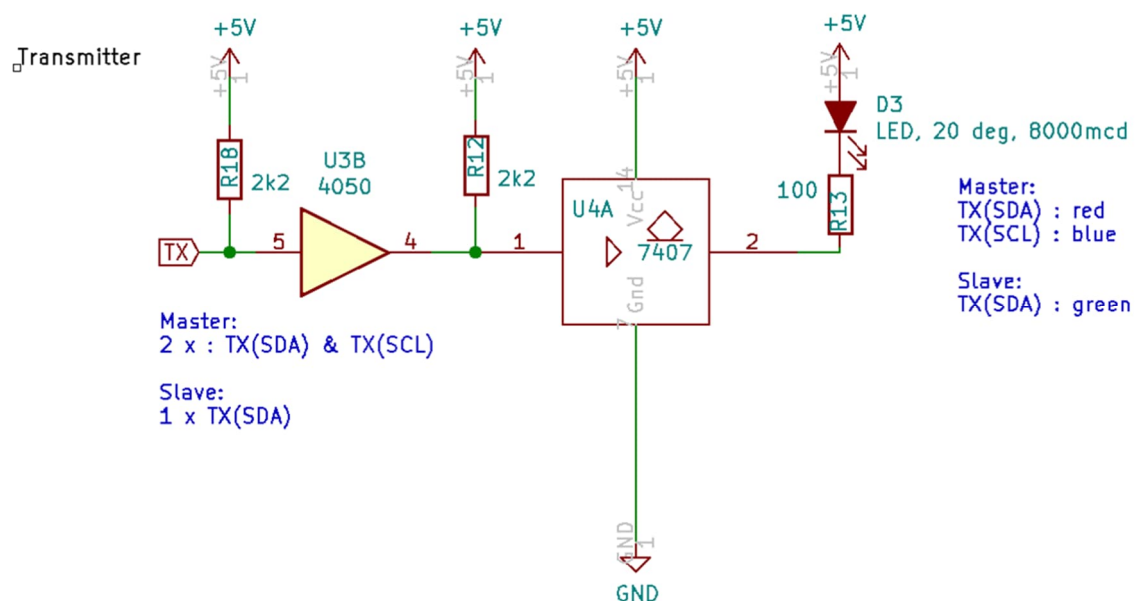 Transmitter
+5V
+5V
+5V
+5V
+5V
1
+5V
1
+5V
1
+5V
1
D3
LED, 20 deg, 8000mcd
R18
2k2
U3B
4050
R12
2k2
U4A
14
Vcc
7407
100
R13
TX
5
4
1
2
Gnd
7
Master:
TX(SDA) : red
TX(SCL) : blue
Slave:
TX(SDA) : green
Master:
2 x : TX(SDA) & TX(SCL)
Slave:
1 x TX(SDA)
GND
1
GND